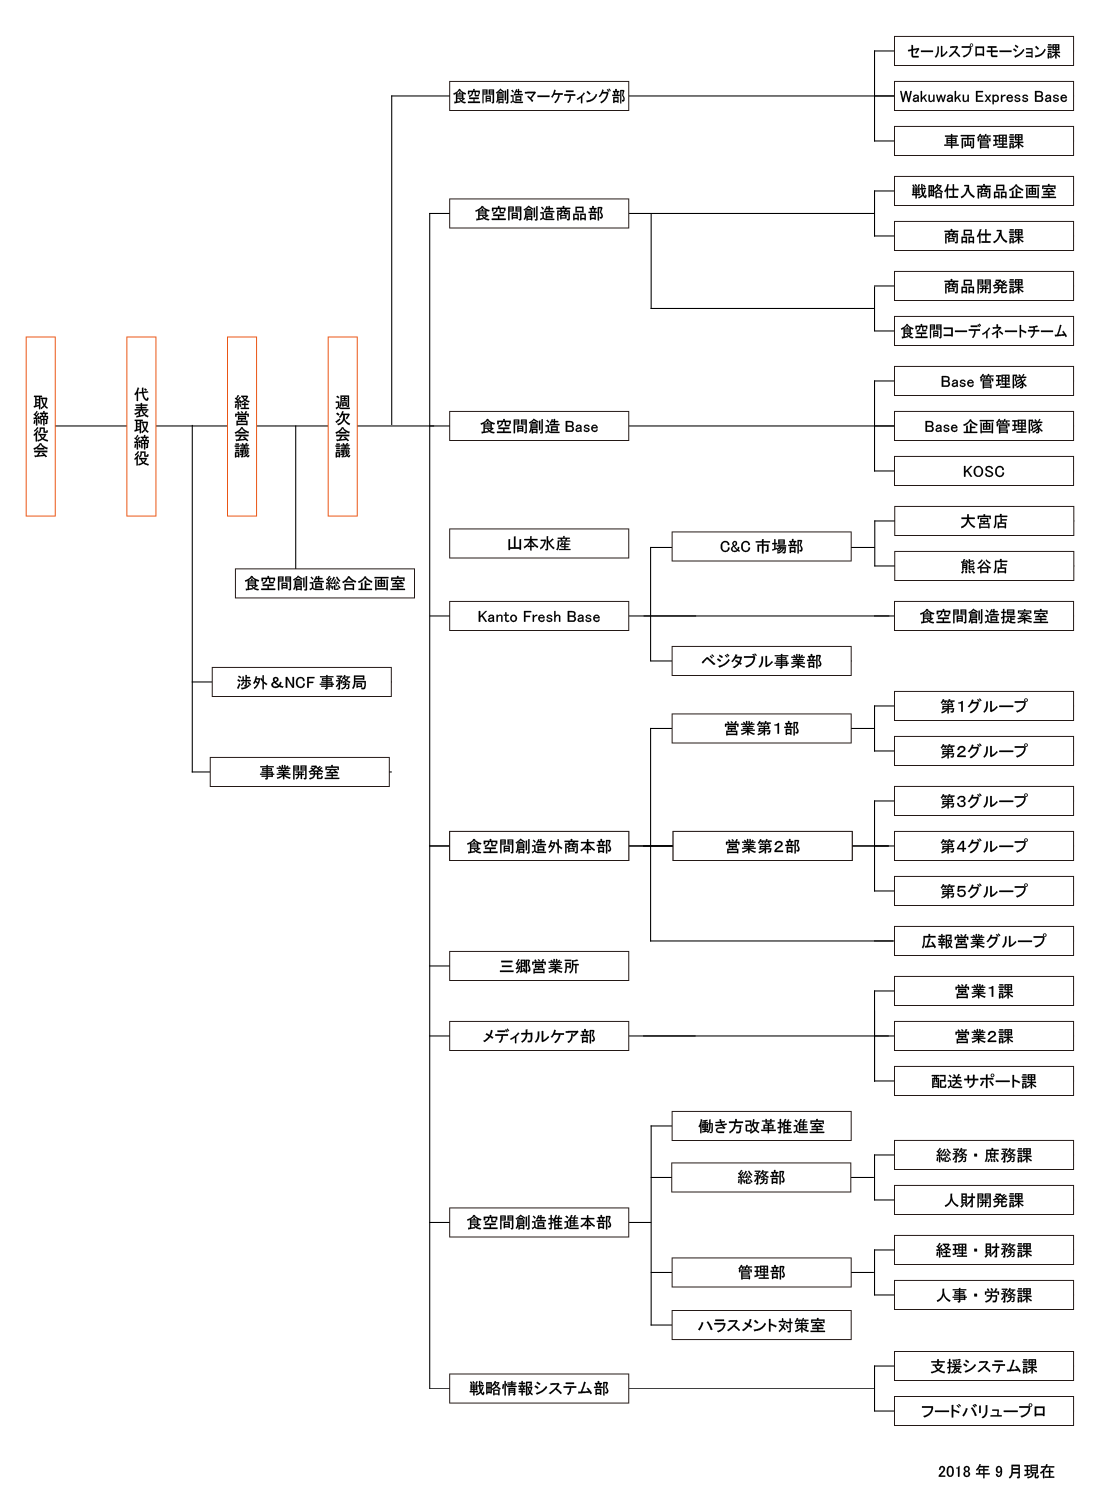 取締役会
代表取締役
経営会議
週次会議
食空間創造総合企画室
渉外＆NCF 事務局
事業開発室
食空間創造マーケティング部
セールスプロモーション課
Wakuwaku Express Base
車両管理課
食空間創造商品部
戦略仕入商品企画室
商品仕入課
商品開発課
食空間コーディネートチーム
食空間創造 Base
Base 管理隊
Base 企画管理隊
KOSC
山本水産
Kanto Fresh Base
C&C 市場部
大宮店
熊谷店
食空間創造提案室
ベジタブル事業部
食空間創造外商本部
営業第１部
第１グループ
第２グループ
営業第２部
第３グループ
第４グループ
第５グループ
広報営業グループ
三郷営業所
メディカルケア部
営業１課
営業２課
配送サポート課
食空間創造推進本部
働き方改革推進室
総務部
総務・庶務課
人財開発課
管理部
経理・財務課
人事・労務課
ハラスメント対策室
戦略情報システム部
支援システム課
フードバリュープロ
2018 年 9 月現在